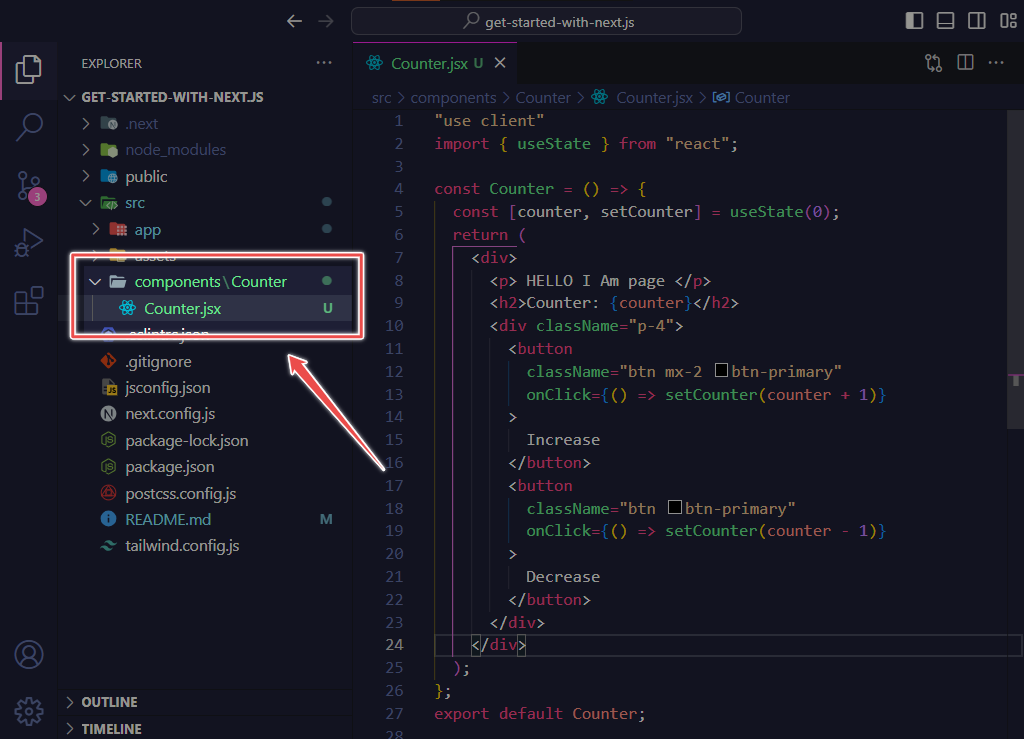 get-started-with-next.js
EXPLORER
Counter.jsx U
GET-STARTED-WITH-NEXT.JS
src > components > Counter > Counter.jsx > Counter
.next
node_modules
public
src
app
assets
components\Counter
Counter.jsx U
.eslintrc.json
.gitignore
jsconfig.json
next.config.js
package-lock.json
package.json
postcss.config.js
README.md M
tailwind.config.js
3
OUTLINE
TIMELINE
1 "use client"
2 import { useState } from "react";
3
4 const Counter = () => {
5 const [counter, setCounter] = useState(0);
6 return (
7 <div>
8 <p> HELLO I Am page </p>
9 <h2>Counter: {counter}</h2>
10 <div className="p-4">
11 <button
12 className="btn mx-2 btn-primary"
13 onClick={() => setCounter(counter + 1)}
14 >
15 Increase
16 </button>
17 <button
18 className="btn btn-primary"
19 onClick={() => setCounter(counter - 1)}
20 >
21 Decrease
22 </button>
23 </div>
24 </div>
25 );
26 };
27 export default Counter;
28